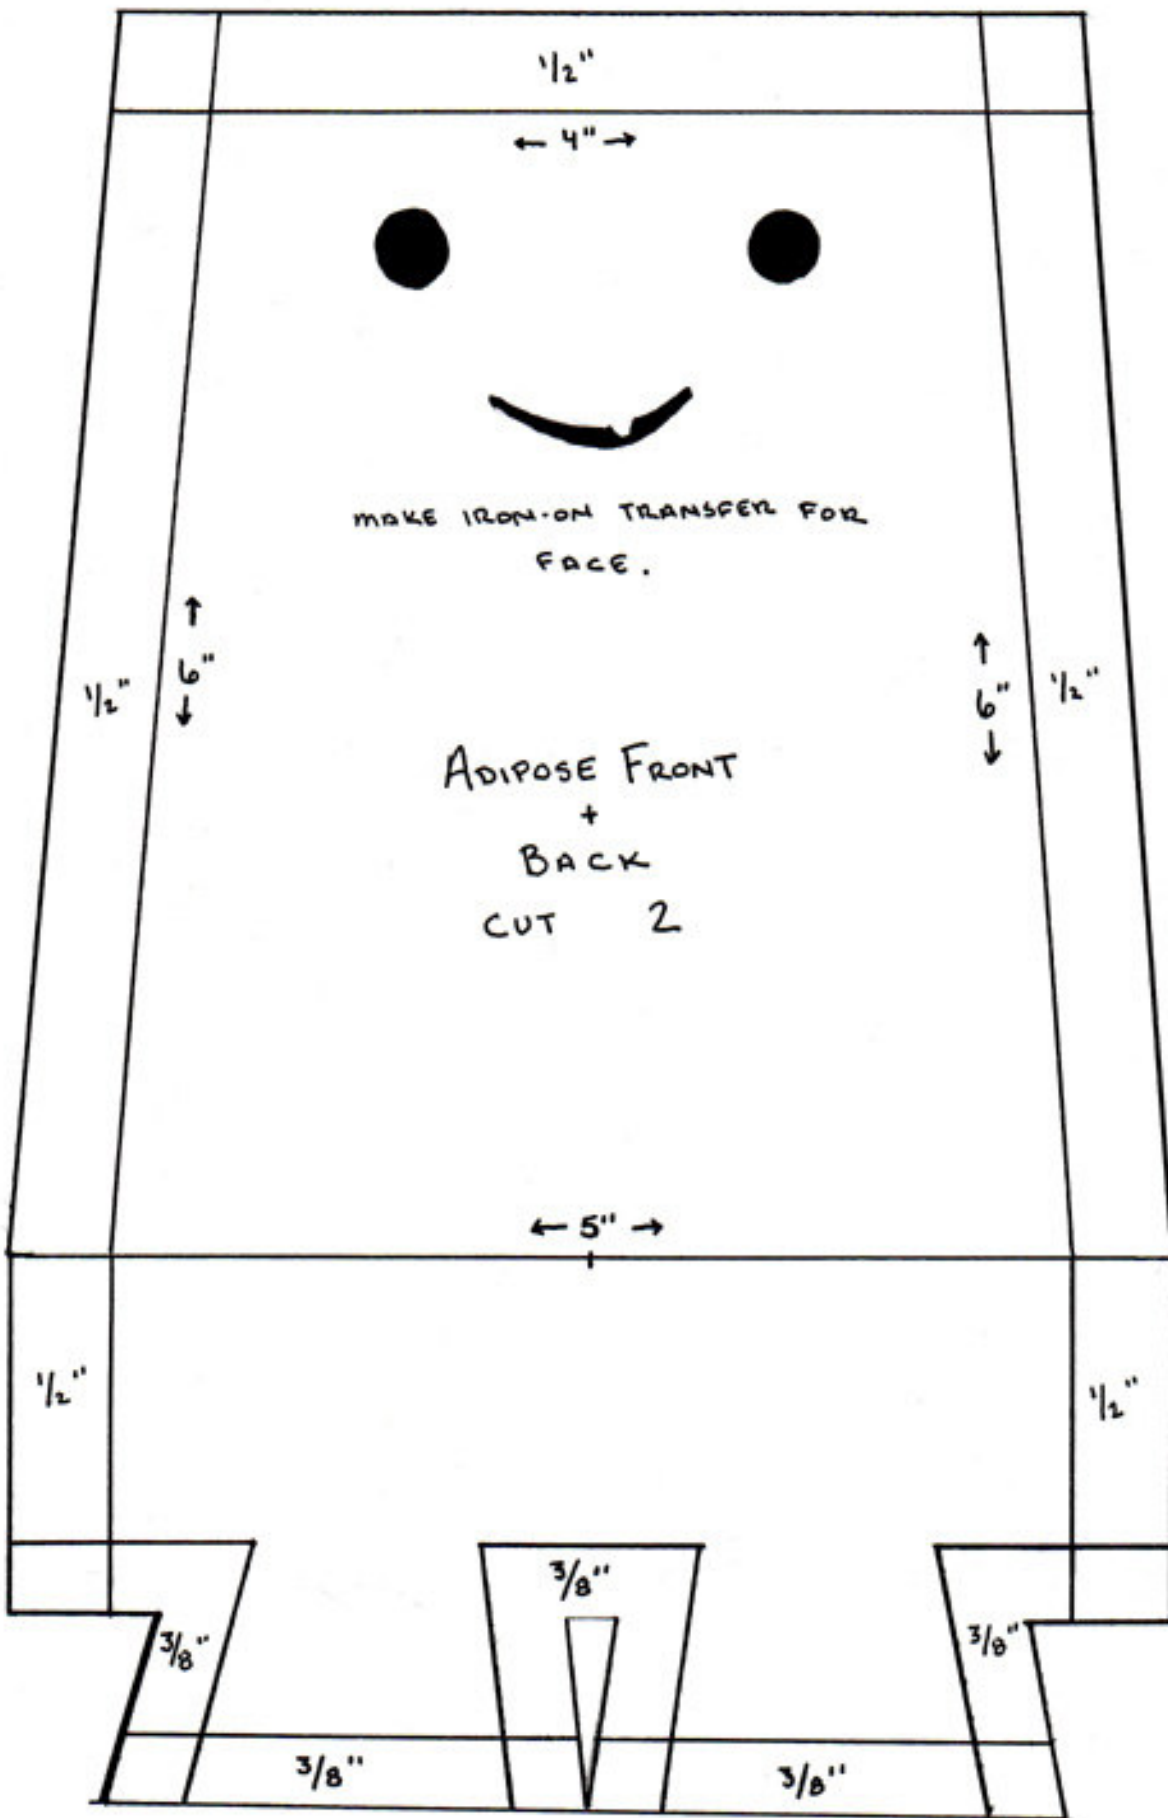 1/2"
← 4" →
MAKE IRON-ON TRANSFER FOR
FACE.
↑
6"
↓
1/2"
↑
6"
↓
1/2"
ADIPOSE FRONT
+
BACK
CUT 2
← 5" →
1/2"
1/2"
3/8"
3/8"
3/8"
3/8"
3/8"